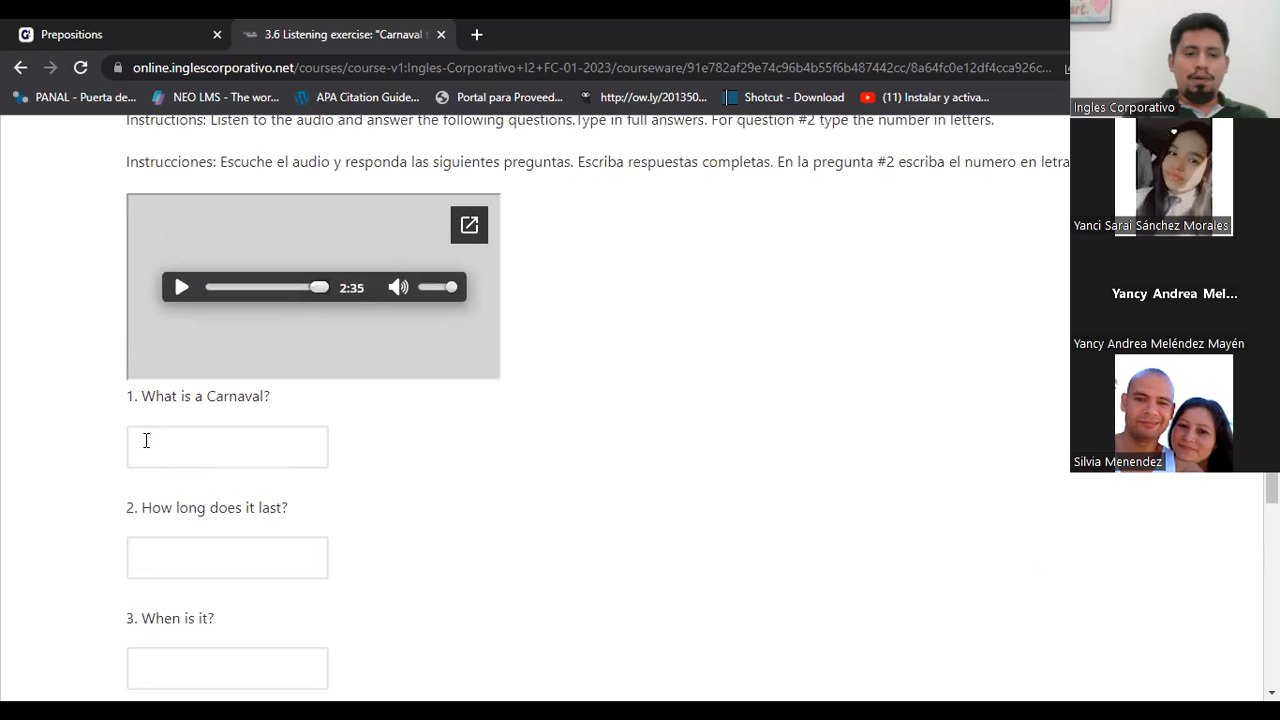 Prepositions
3.6 Listening exercise: "Carnaval
online.inglescorporativo.net/courses/course-v1:Ingles-Corporativo+I2+FC-01-2023/courseware/91e782af29e74c96b4b55f6b487442cc/8a64fc0e12df4cca926c...
PANAL - Puerta de...
NEO LMS - The wor...
APA Citation Guide...
Portal para Proveed...
http://ow.ly/201350...
Shotcut - Download
(11) Instalar y activa...
Instructions: Listen to the audio and answer the following questions.Type in full answers. For question #2 type the number in letters.
Instrucciones: Escuche el audio y responda las siguientes preguntas. Escriba respuestas completas. En la pregunta #2 escriba el numero en letra
2:35
1. What is a Carnaval?
2. How long does it last?
3. When is it?
Ingles Corporativo
Yanci Sarai Sánchez Morales
Yancy Andrea Mel...
Yancy Andrea Meléndez Mayén
Silvia Menendez